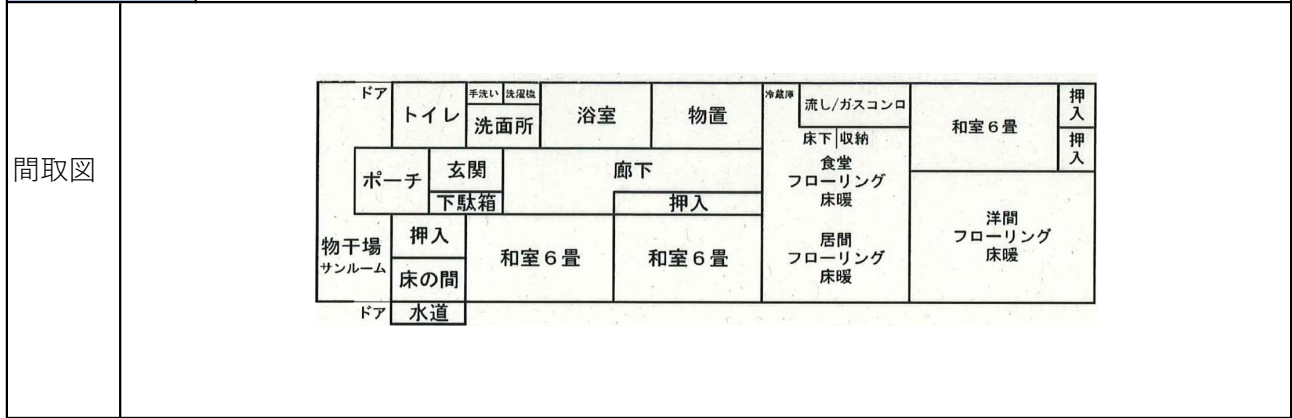 間取図
ドア
トイレ
手洗い
洗濯機
洗面所
浴室
物置
冷蔵庫
流し/ガスコンロ
床下
収納
和室6畳
押入
押入
ポーチ
玄関
下駄箱
廊下
押入
食堂
フローリング
床暖
物干場
サンルーム
押入
床の間
和室6畳
和室6畳
居間
フローリング
床暖
洋間
フローリング
床暖
ドア
水道